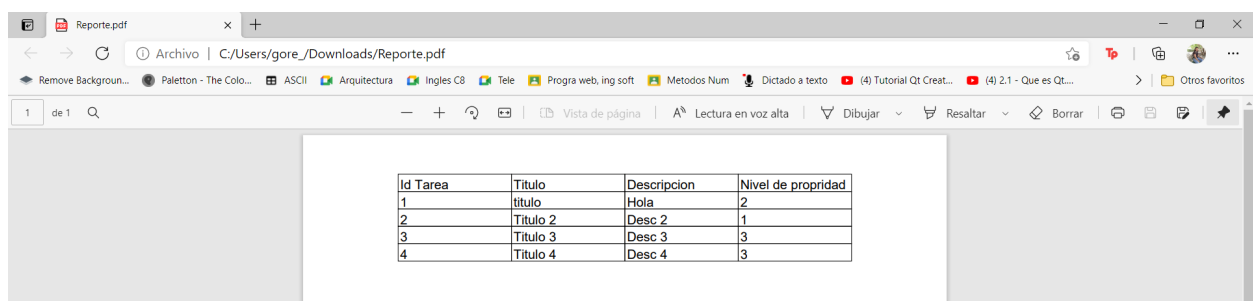 Reporte.pdf
Archivo | C:/Users/gore_/Downloads/Reporte.pdf
Remove Backgroun... Paletton - The Colo... ASCII Arquitectura Ingles C8 Tele Progra web, ing soft Metodos Num Dictado a texto (4) Tutorial Qt Creat... (4) 2.1 - Que es Qt.... Otros favoritos
1 de 1 Vista de página Lectura en voz alta Dibujar Resaltar Borrar
Id Tarea Titulo Descripcion Nivel de propridad
1 titulo Hola 2
2 Titulo 2 Desc 2 1
3 Titulo 3 Desc 3 3
4 Titulo 4 Desc 4 3